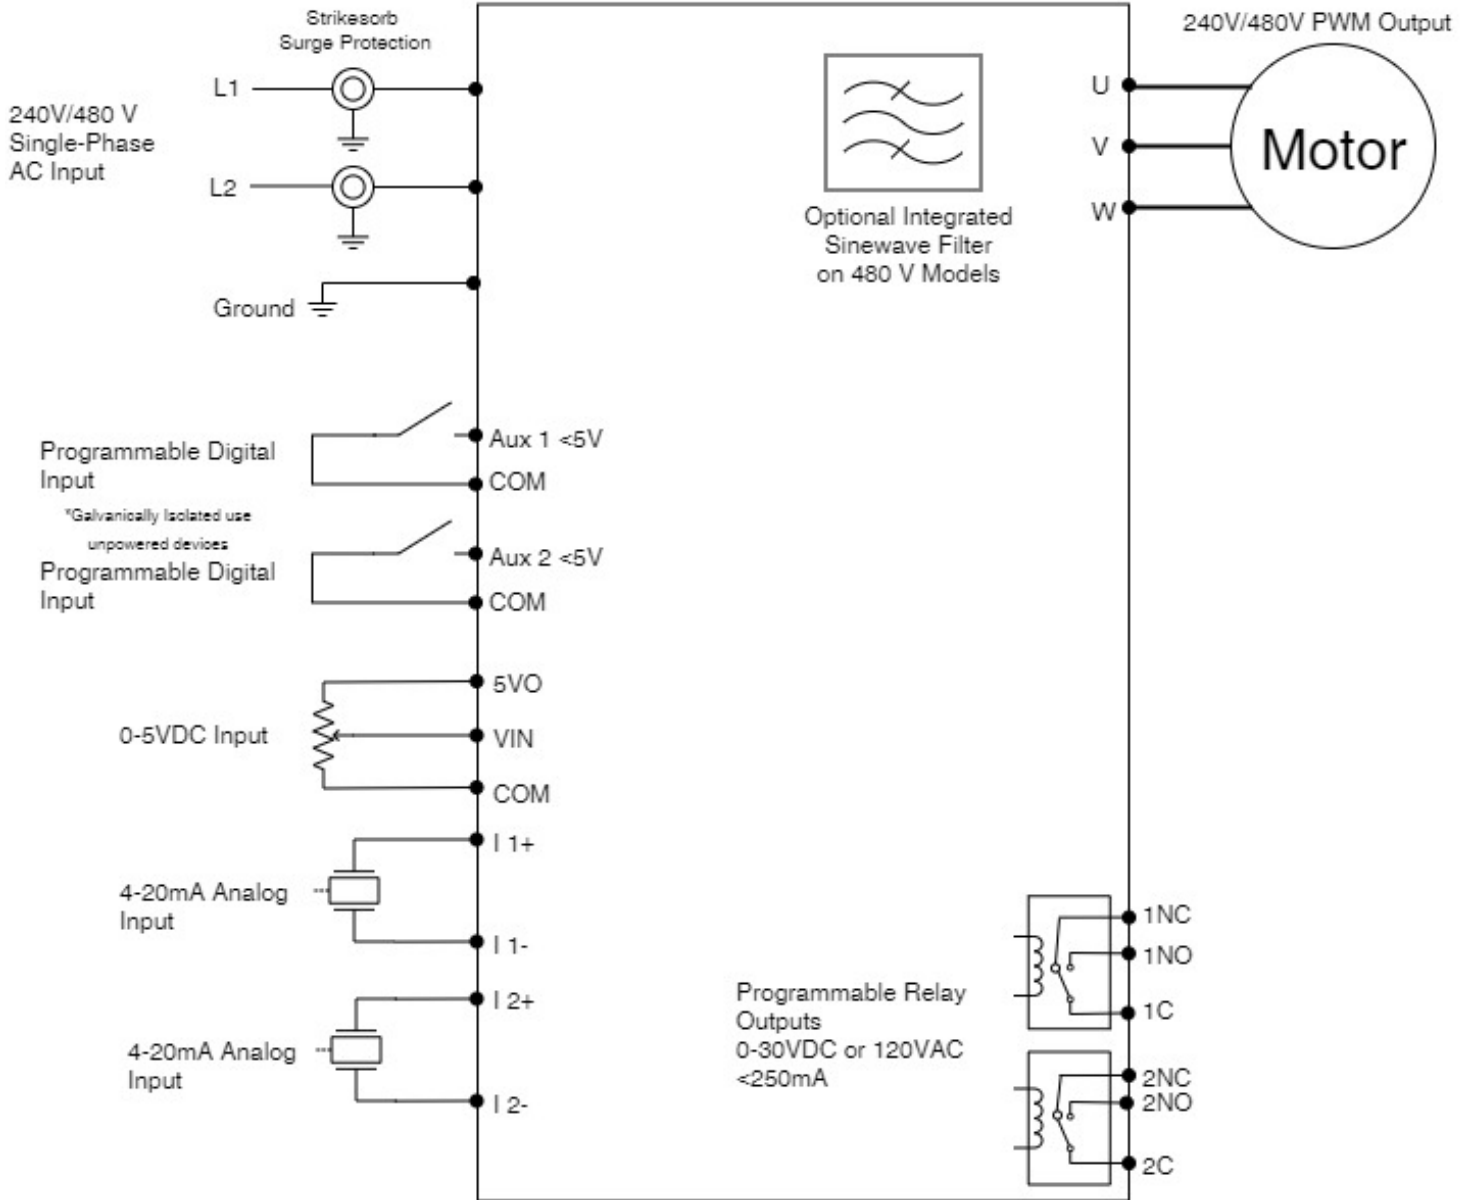 Strikesorb
Surge Protection
240V/480V PWM Output
L1
240V/480 V
Single-Phase
AC Input
L2
Ground
U
V
W
Motor
Optional Integrated
Sinewave Filter
on 480 V Models
Programmable Digital
Input
Aux 1 <5V
COM
*Galvanically Isolated use
unpowered devices
Programmable Digital
Input
Aux 2 <5V
COM
0-5VDC Input
5VO
VIN
COM
4-20mA Analog
Input
I 1+
I 1-
4-20mA Analog
Input
I 2+
I 2-
Programmable Relay
Outputs
0-30VDC or 120VAC
<250mA
1NC
1NO
1C
2NC
2NO
2C